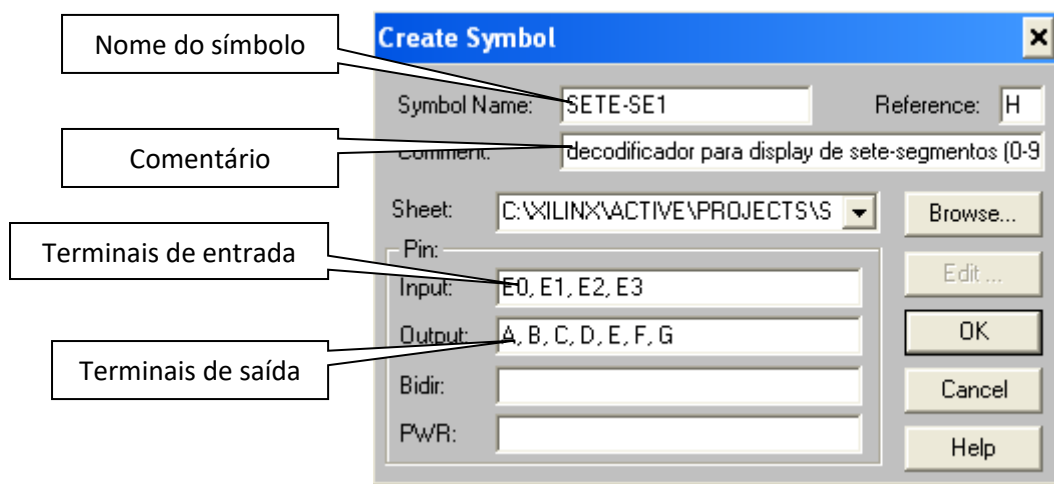 Nome do símbolo
Comentário
Terminais de entrada
Terminais de saída
Create Symbol
Symbol Name: SETE-SE1 Reference: H
Comment: decodificador para display de sete-segmentos (0-9
Sheet: C:\XILINX\ACTIVE\PROJECTS\S Browse...
Pin:
Edit ...
Input: E0, E1, E2, E3
Output: A, B, C, D, E, F, G OK
Bidir: Cancel
PWR: Help